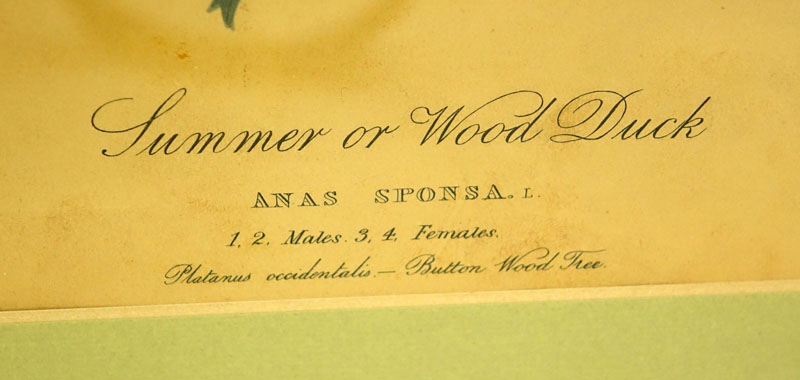 Summer or Wood Duck
ANAS SPONSA. L.
1, 2, Males. 3, 4, Females.
Platanus occidentalis.— Button Wood Tree.